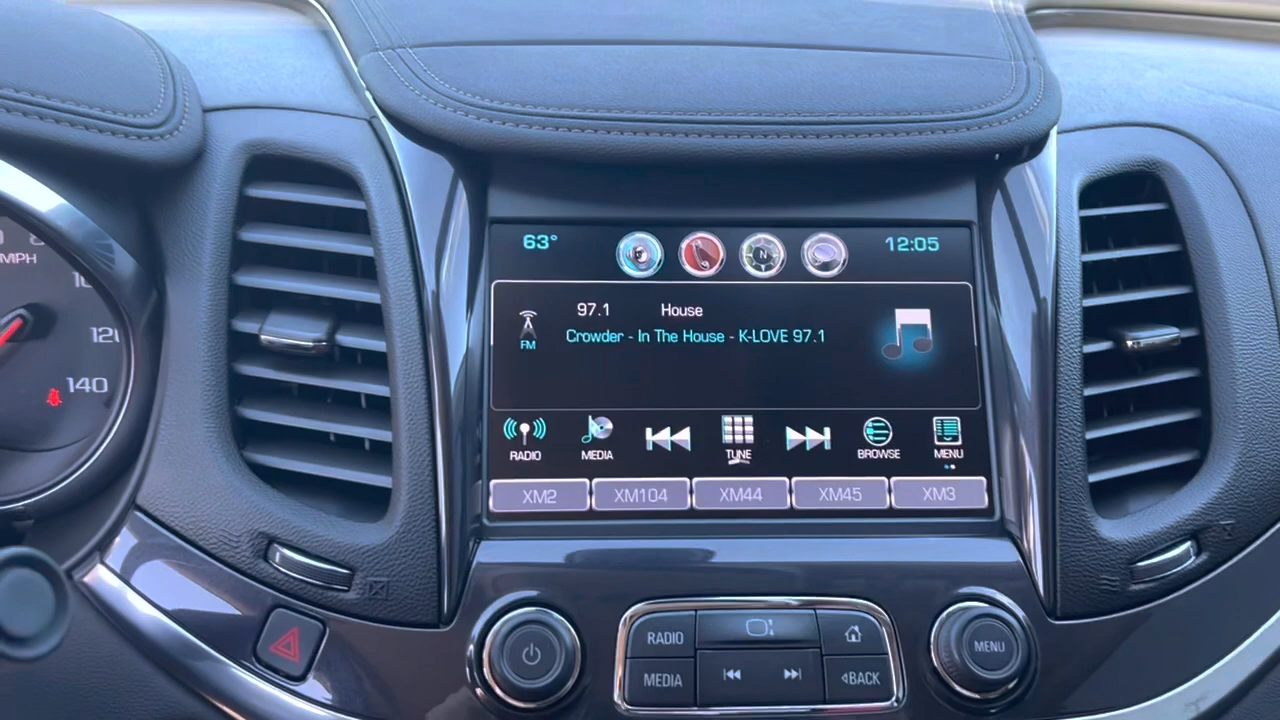 MPH
120
140
63°
N
12:05
97.1 House
FM
Crowder - In The House - K-LOVE 97.1
RADIO
MEDIA
TUNE
BROWSE
MENU
XM2
XM104
XM44
XM45
XM3
RADIO
MEDIA
BACK
MENU